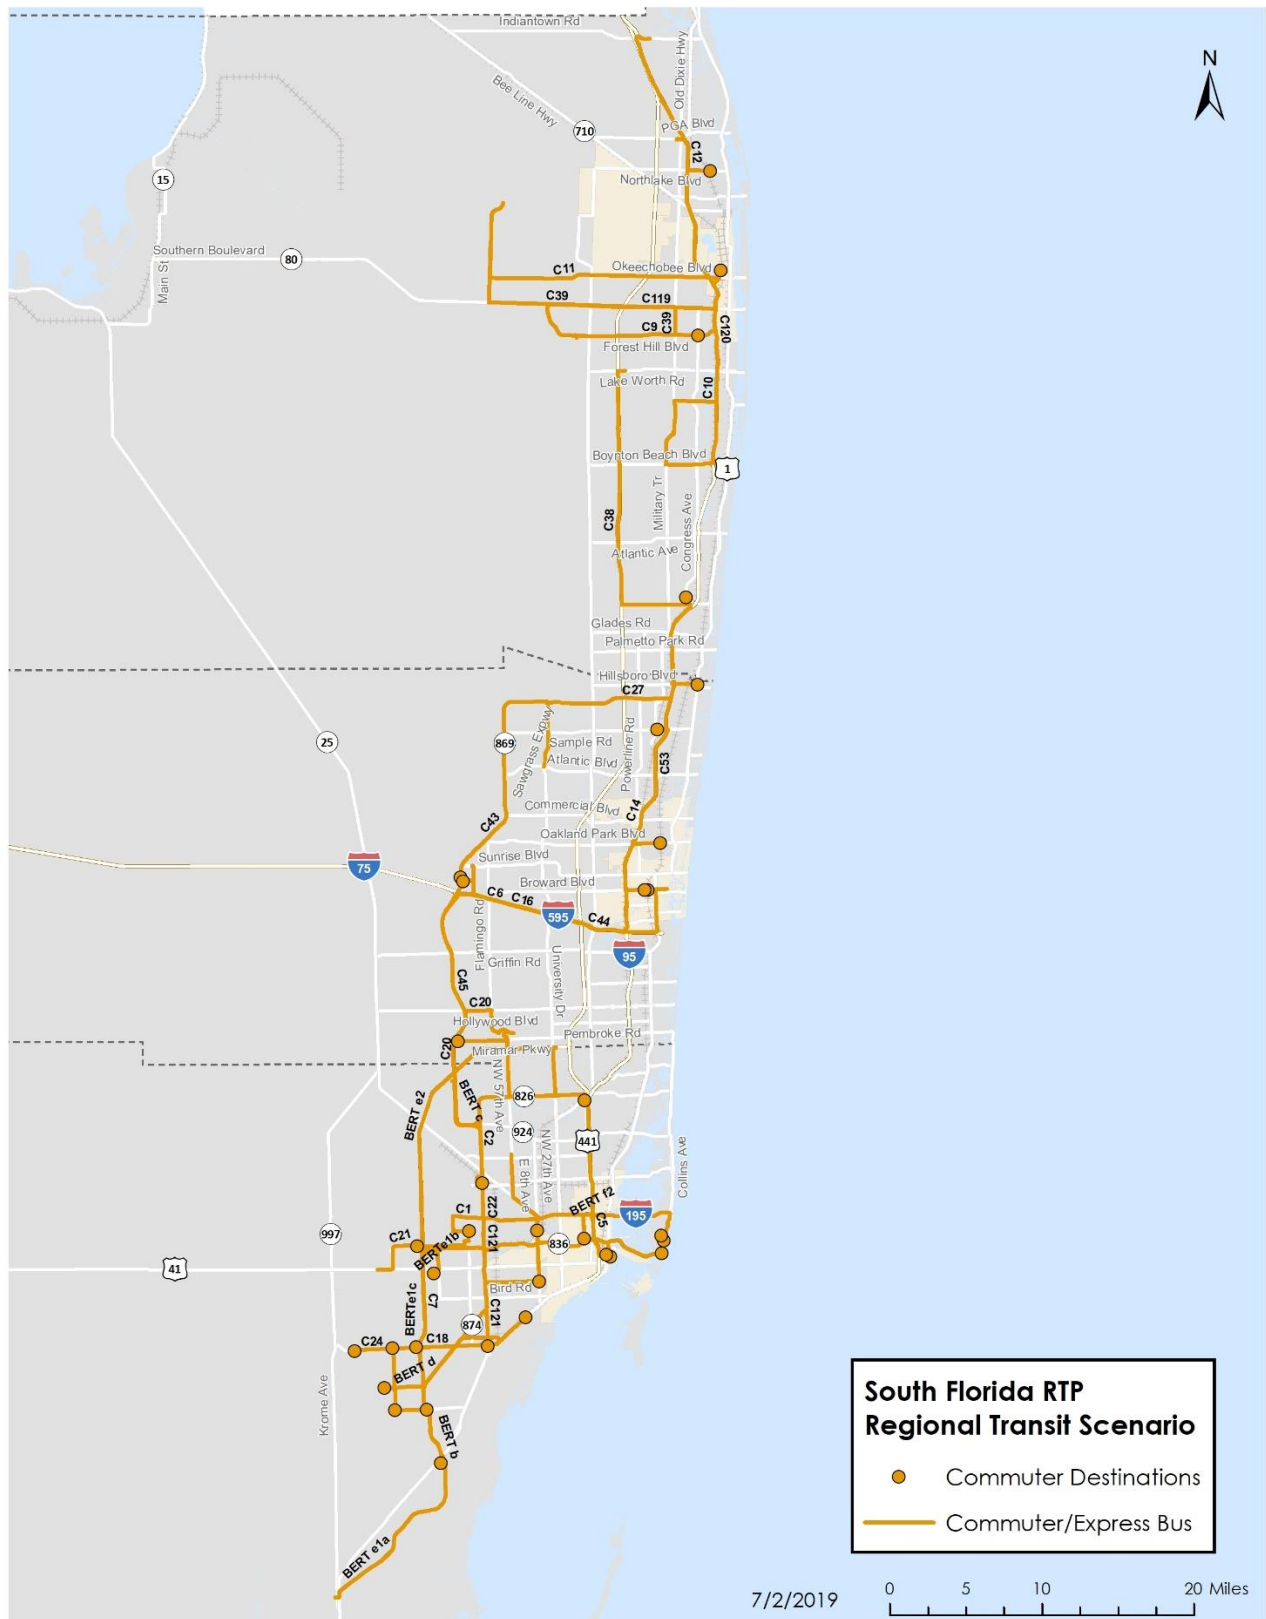 Indiantown Rd
Old Dixie Hwy
N
Bee Line Hwy
PGA Blvd
710
C12
15
Northlake Blvd
Southern Boulevard
80
Main St
C11
Okeechobee Blvd
C39
C119
C39
C120
C9
Forest Hill Blvd
Lake Worth Rd
C10
Boynton Beach Blvd
1
Military Tr
Congress Ave
C38
Atlantic Ave
Glades Rd
Palmetto Park Rd
Hillsboro Blvd
C27
25
869
Sawgrass Expwy
Sample Rd
Powerline Rd
Atlantic Blvd
C53
Commercial Blvd
C14
C43
Oakland Park Blvd
Sunrise Blvd
75
Broward Blvd
C6
C16
595
C44
Flamingo Rd
95
Griffin Rd
University Dr
C45
C20
Hollywood Blvd
Pembroke Rd
C20
Miramar Pkwy
NW 57th Ave
BERT c
826
BERT e2
924
C2
441
NW 27th Ave
E 8th Ave
Collins Ave
C22
BERT f2
C1
195
C5
997
C21
C121
836
BERTe1b
41
Bird Rd
C7
BERTe1c
C121
874
C24
C18
BERT d
Krome Ave
BERT b
BERT e1a
South Florida RTP
Regional Transit Scenario
Commuter Destinations
Commuter/Express Bus
7/2/2019
0 5 10 20 Miles